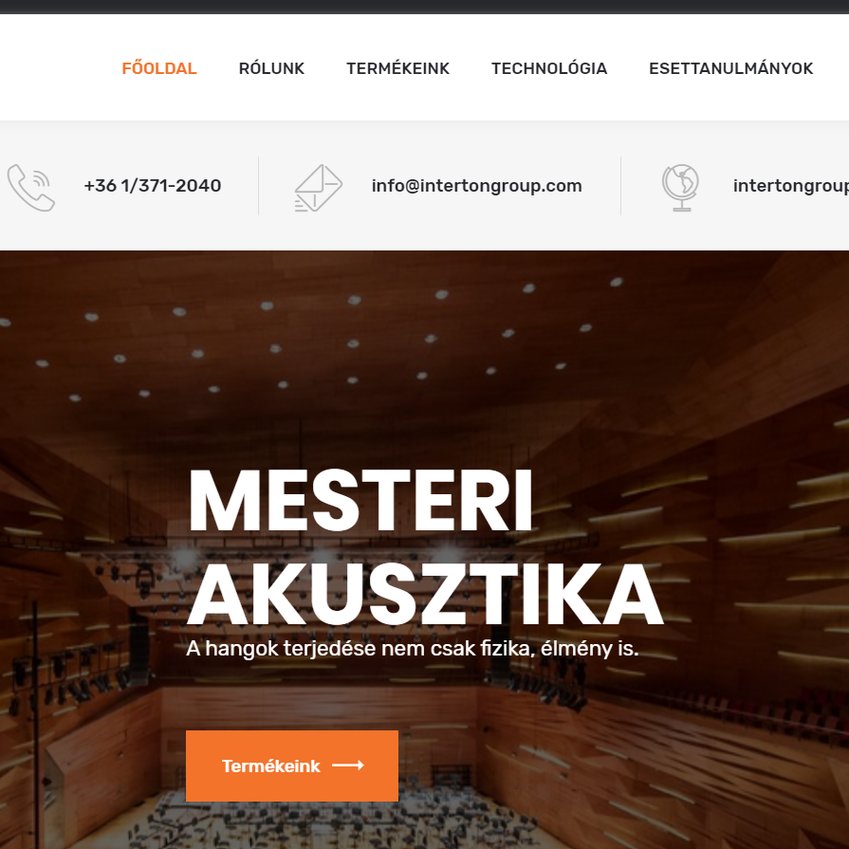 FŐOLDAL RÓLUNK TERMÉKEINK TECHNOLÓGIA ESETTANULMÁNYOK
+36 1/371-2040 info@intertongroup.com intertongroup
MESTERI
AKUSZTIKA
A hangok terjedése nem csak fizika, élmény is.
Termékeink